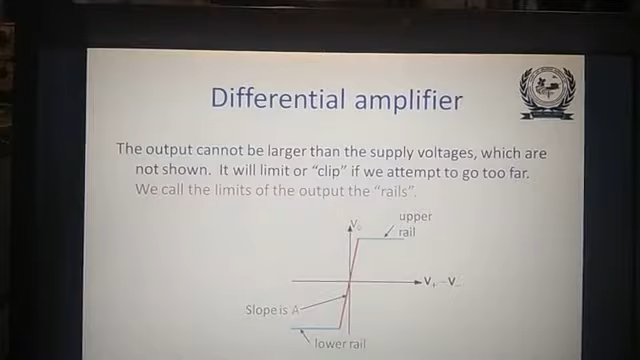 Differential amplifier
The output cannot be larger than the supply voltages, which are
not shown. It will limit or “clip” if we attempt to go too far.
We call the limits of the output the “rails”.
upper
rail
V₀
V₊ – V₋
Slope is A
lower rail